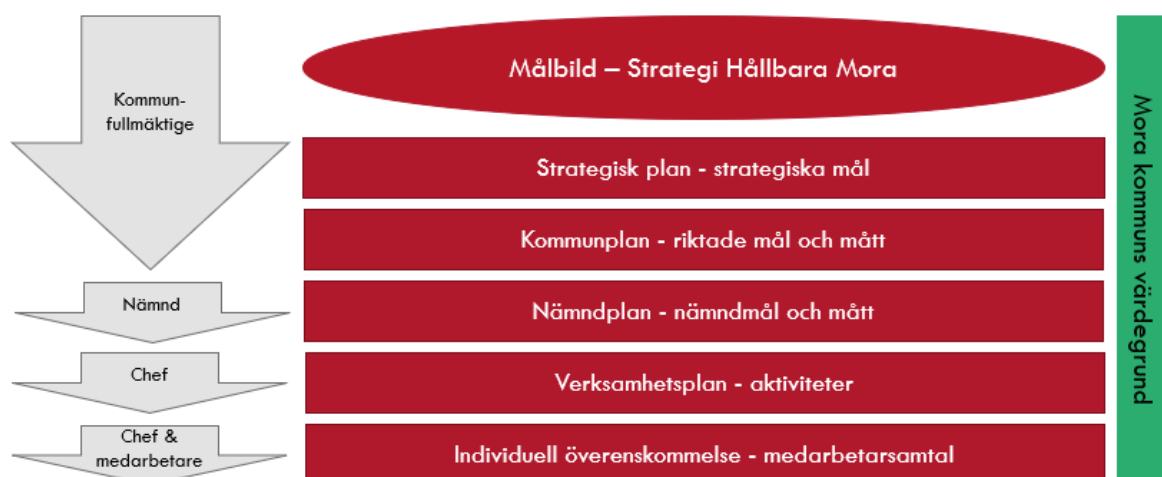 Kommun-
fullmäktige
Målbild – Strategi Hållbara Mora
Strategisk plan - strategiska mål
Kommunplan - riktade mål och mått
Nämnd
Nämndplan - nämndmål och mått
Chef
Verksamhetsplan - aktiviteter
Chef &
medarbetare
Individuell överenskommelse - medarbetarsamtal
Mora kommuns värdegrund